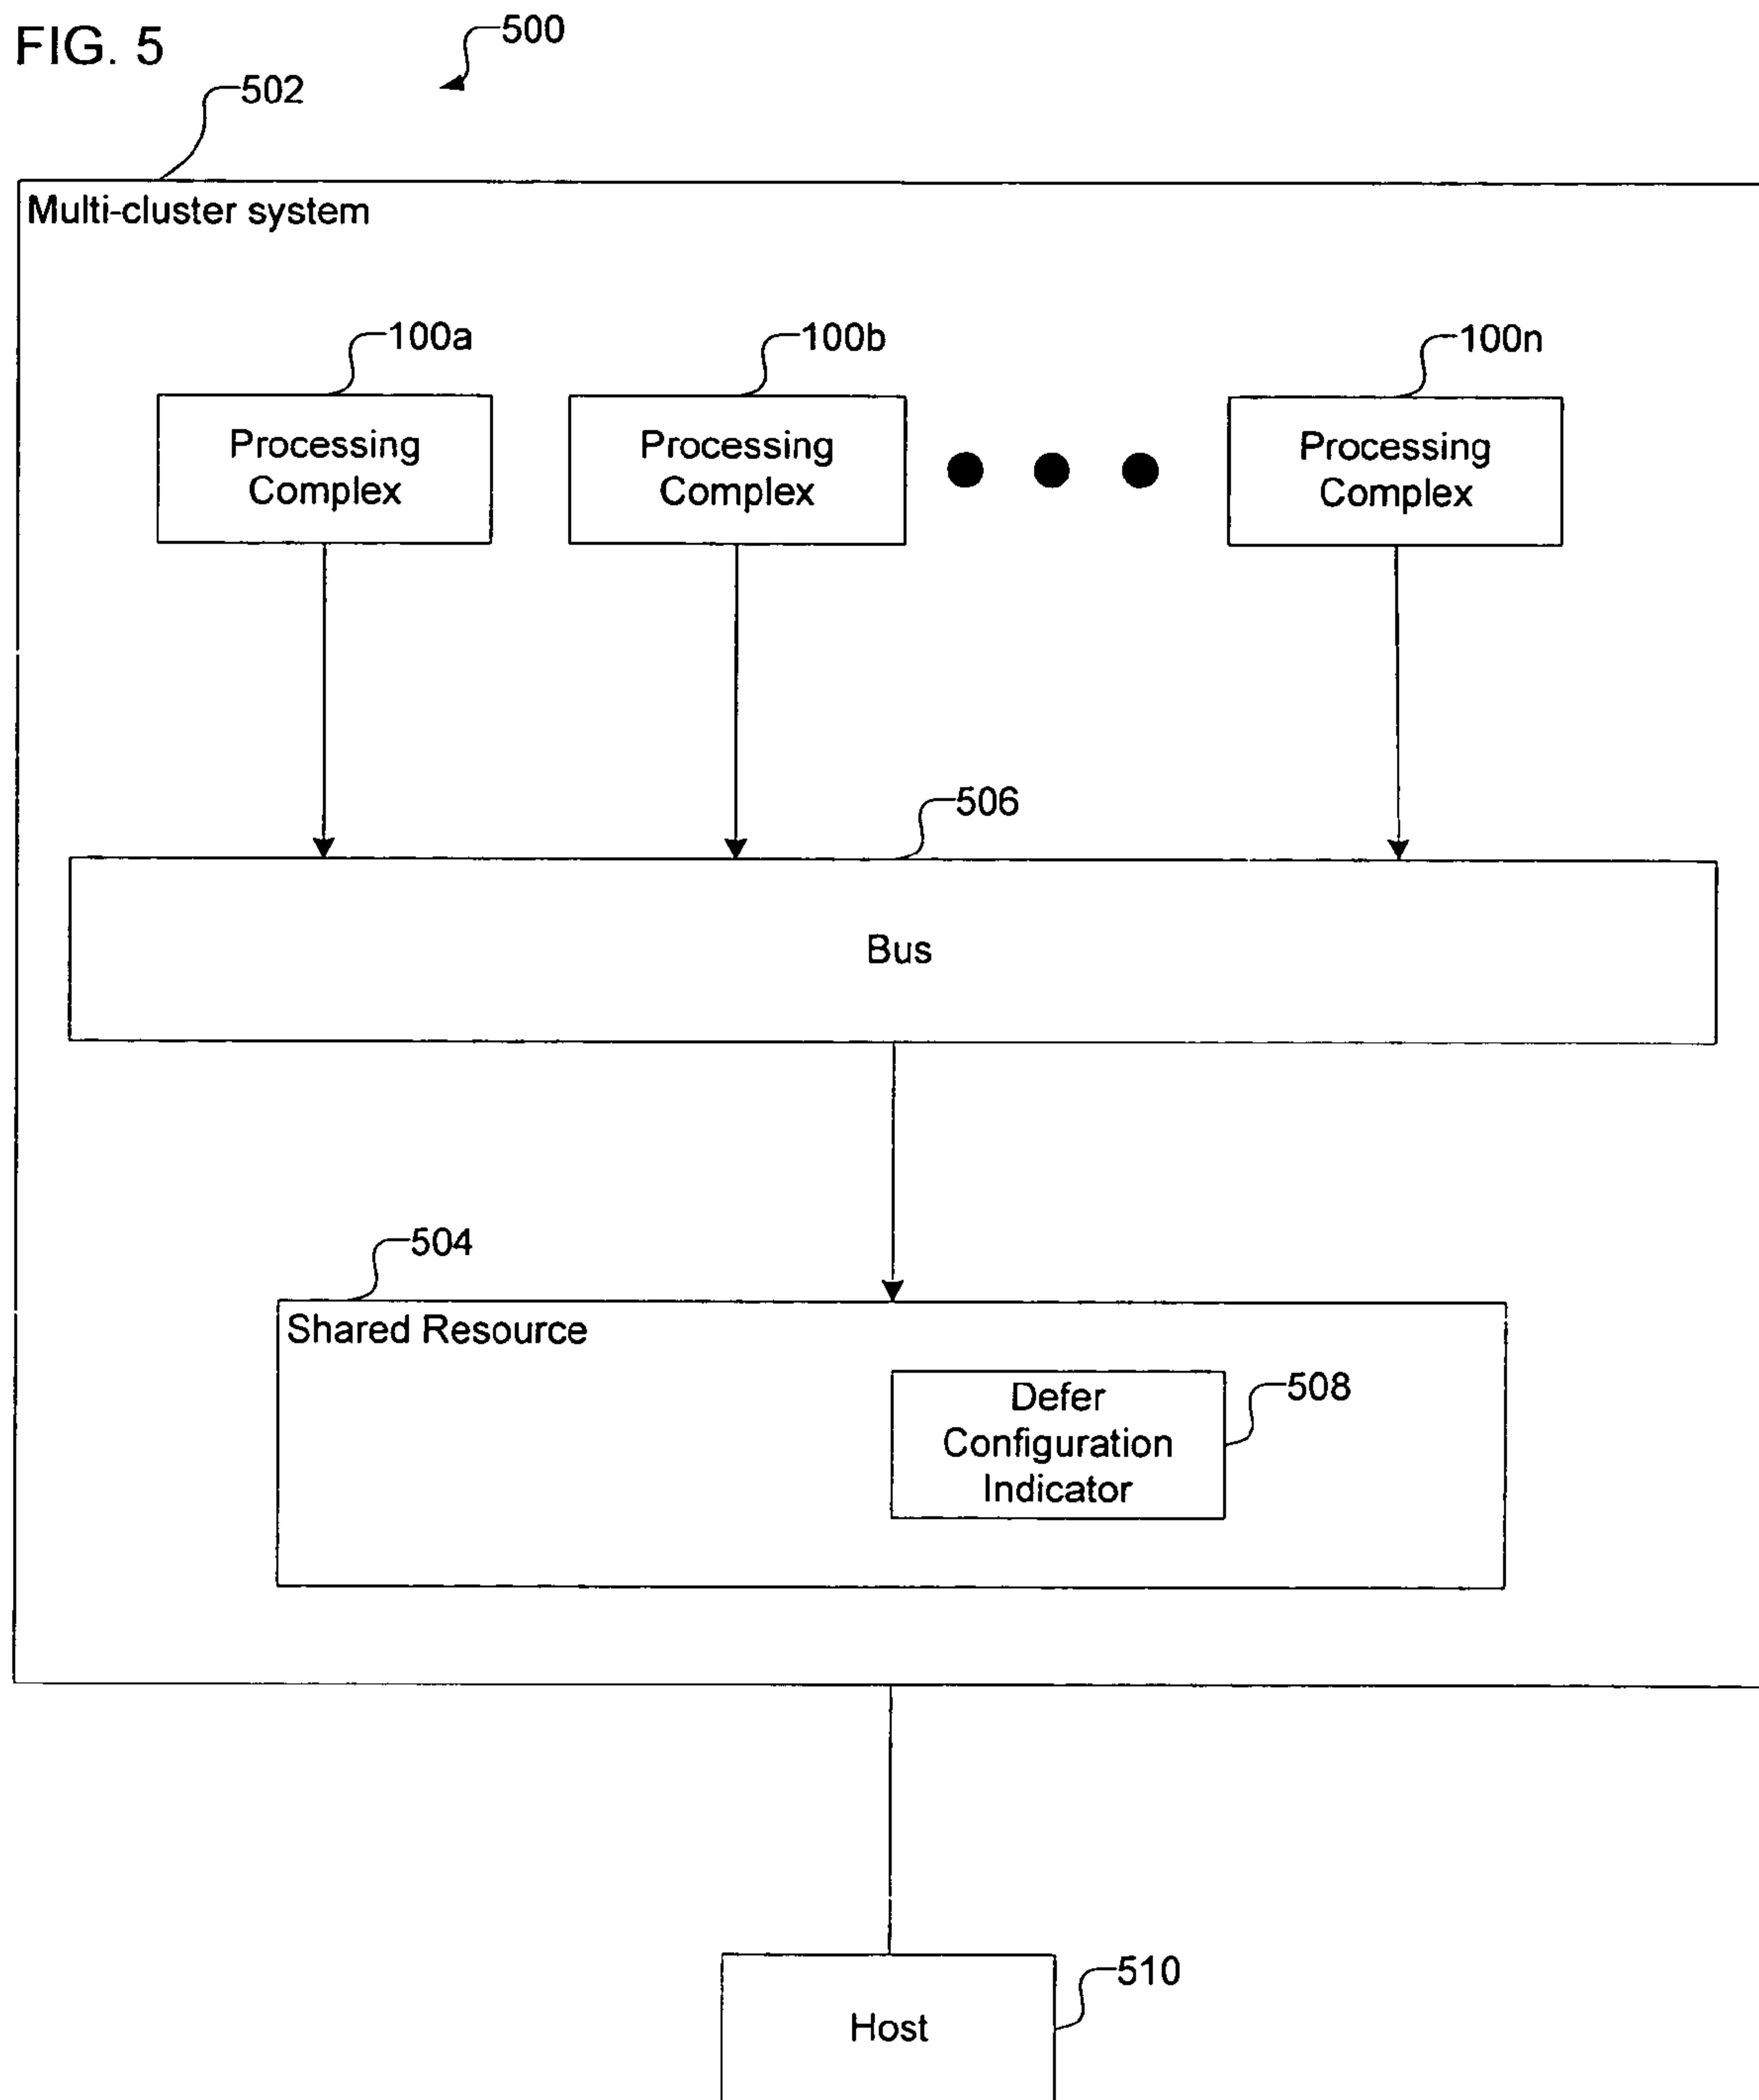 FIG. 5
500
502
Multi-cluster system
100a
100b
100n
Processing
Complex
Processing
Complex
Processing
Complex
506
Bus
504
Shared Resource
Defer
Configuration
Indicator
508
510
Host